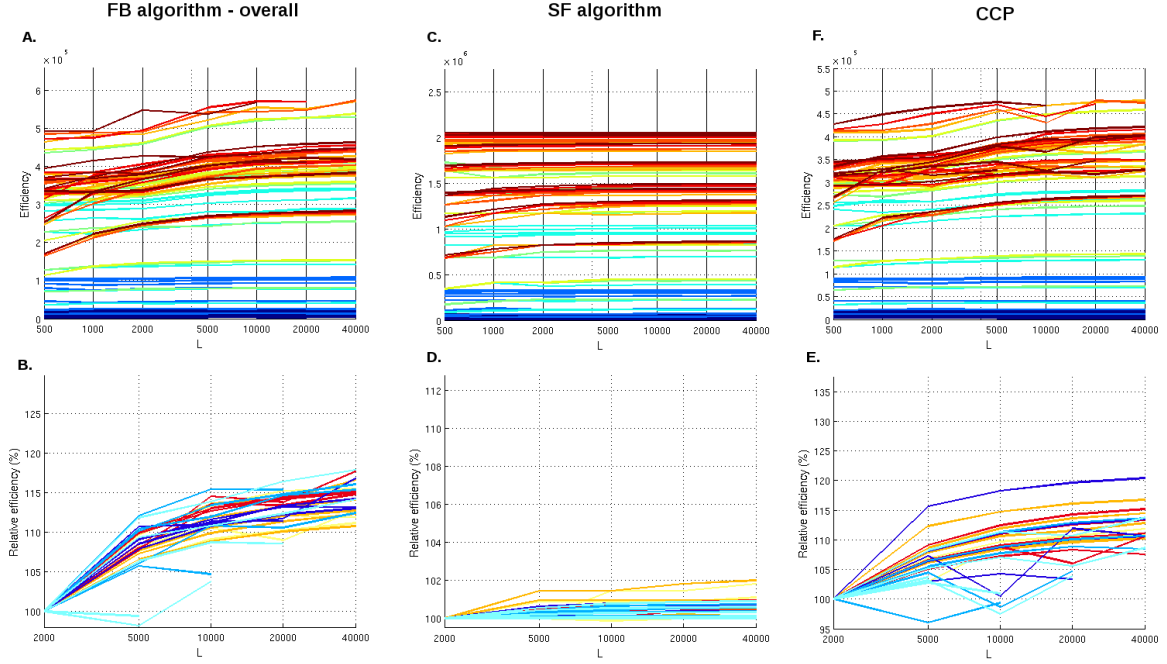 FB algorithm - overall
SF algorithm
CCP
A.
C.
F.
× 10 5
6
5
4
3
2
1
0
Efficiency
500 1000 2000 5000 10000 20000 40000
L
× 10 6
2.5
2
1.5
1
0.5
0
Efficiency
500 1000 2000 5000 10000 20000 40000
L
× 10 5
5.5
5
4.5
4
3.5
3
2.5
2
1.5
1
0.5
0
Efficiency
500 1000 2000 5000 10000 20000 40000
L
B.
D.
E.
125
120
115
110
105
100
Relative efficiency (%)
2000 5000 10000 20000 40000
L
112
110
108
106
104
102
100
Relative efficiency (%)
2000 5000 10000 20000 40000
L
135
130
125
120
115
110
105
100
95
Relative efficiency (%)
2000 5000 10000 20000 40000
L